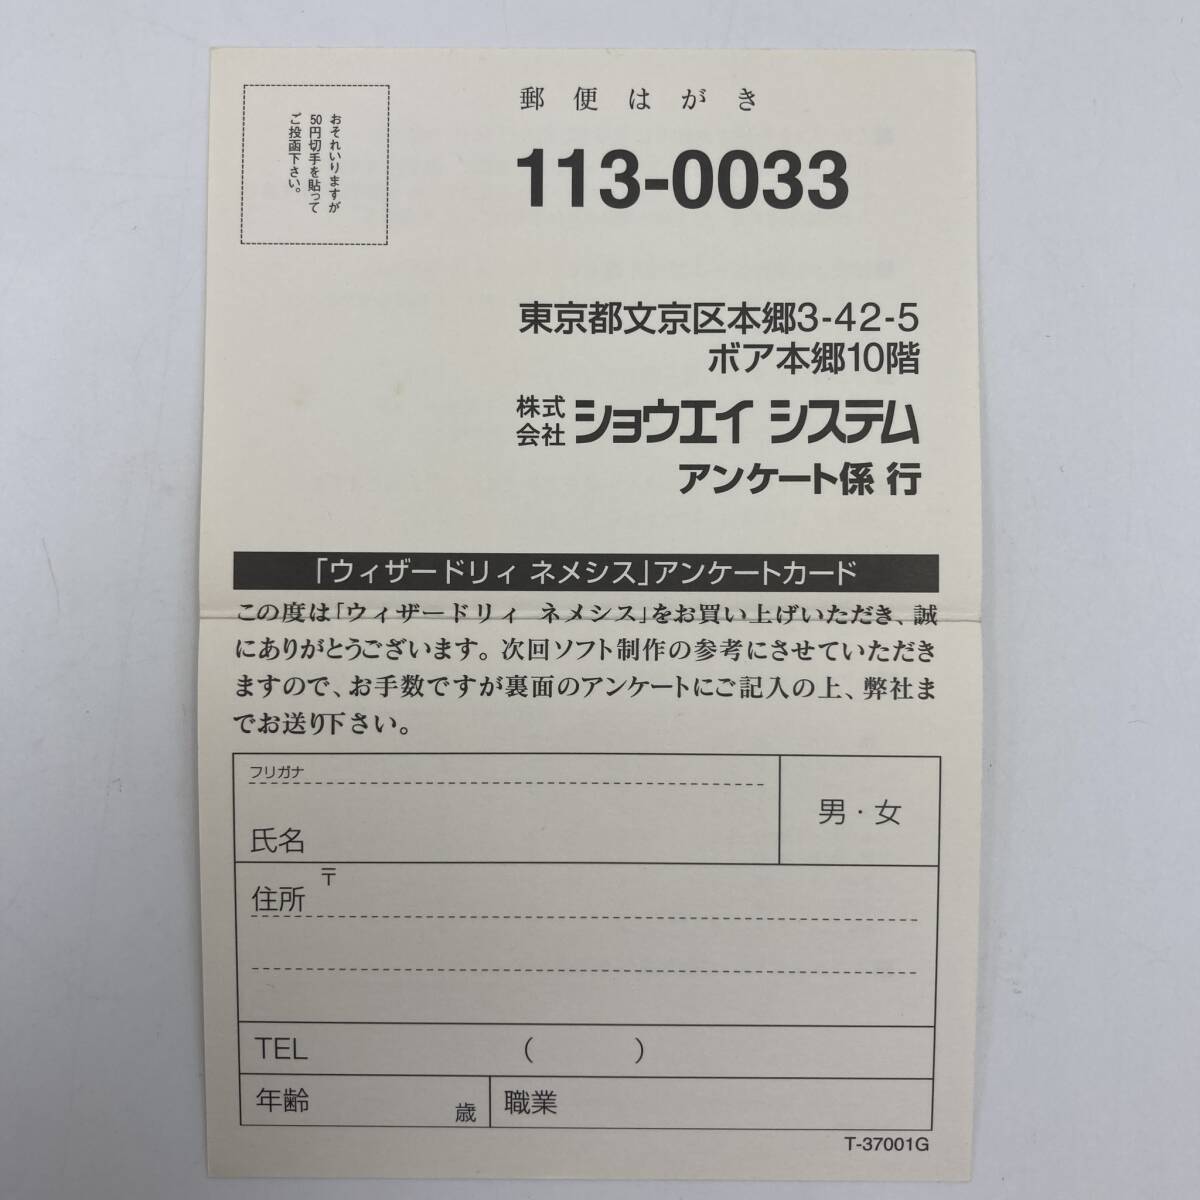 おそれいりますが
50円切手を貼って
ご投函下さい。
郵便はがき
113-0033
東京都文京区本郷3-42-5
ボア本郷10階
株式会社 ショウエイ システム
アンケート係 行
「ウィザードリィ ネメシス」アンケートカード
この度は「ウィザードリィ ネメシス」をお買い上げいただき、誠
にありがとうございます。次回ソフト制作の参考にさせていただき
ますので、お手数ですが裏面のアンケートにご記入の上、弊社ま
でお送り下さい。
フリガナ
氏名
男・女
住所 〒
TEL ( )
年齢 歳 職業
T-37001G